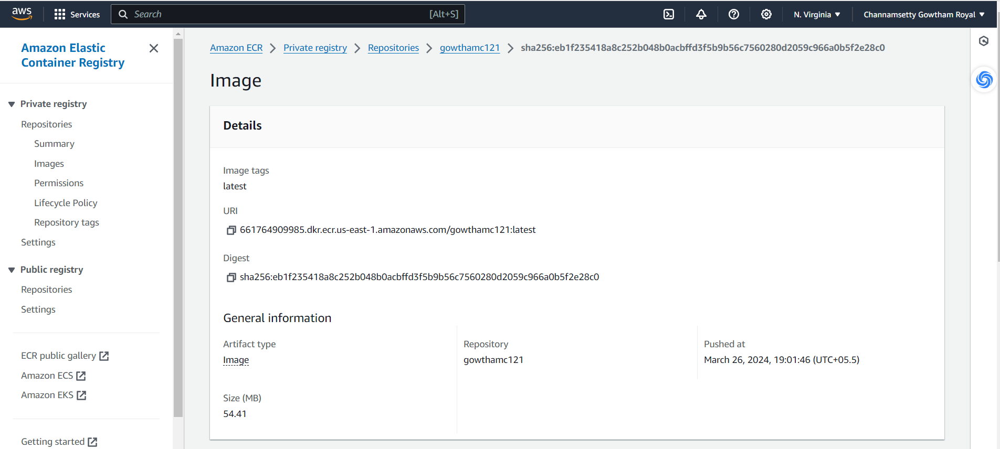 aws Services Search [Alt+S] N. Virginia Channamsetty Gowtham Royal
Amazon Elastic
Container Registry
Private registry
Repositories
Summary
Images
Permissions
Lifecycle Policy
Repository tags
Settings
Public registry
Repositories
Settings
ECR public gallery
Amazon ECS
Amazon EKS
Getting started
Amazon ECR Private registry Repositories gowthamc121 sha256:eb1f235418a8c252b048b0acbffd3f5b9b56c7560280d2059c966a0b5f2e28c0
Image
Details
Image tags
latest
URI
661764909985.dkr.ecr.us-east-1.amazonaws.com/gowthamc121:latest
Digest
sha256:eb1f235418a8c252b048b0acbffd3f5b9b56c7560280d2059c966a0b5f2e28c0
General information
Artifact type
Image
Repository
gowthamc121
Pushed at
March 26, 2024, 19:01:46 (UTC+05.5)
Size (MB)
54.41